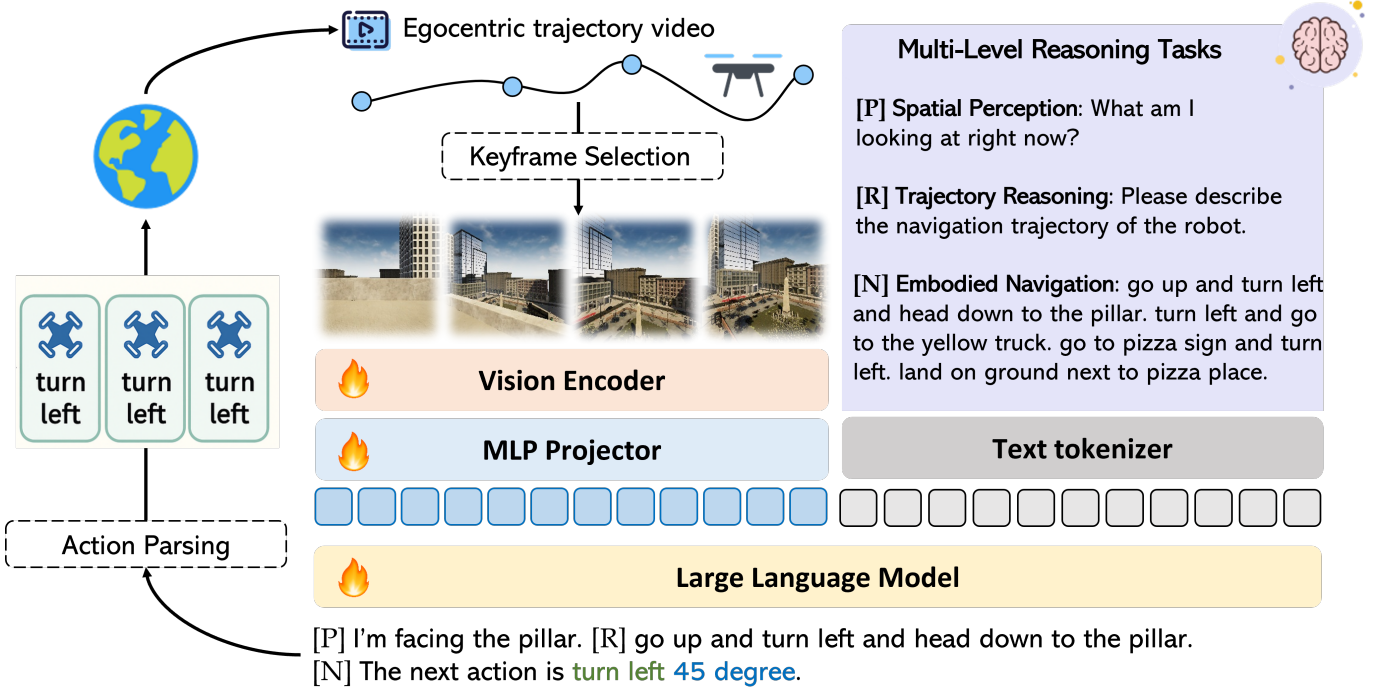 Egocentric trajectory video
Keyframe Selection
Multi-Level Reasoning Tasks
[P] Spatial Perception: What am I
looking at right now?
[R] Trajectory Reasoning: Please describe
the navigation trajectory of the robot.
[N] Embodied Navigation: go up and turn left
and head down to the pillar. turn left and go
to the yellow truck. go to pizza sign and turn
left. land on ground next to pizza place.
turn
left
turn
left
turn
left
Vision Encoder
MLP Projector
Text tokenizer
Action Parsing
Large Language Model
[P] I'm facing the pillar. [R] go up and turn left and head down to the pillar.
[N] The next action is turn left 45 degree.